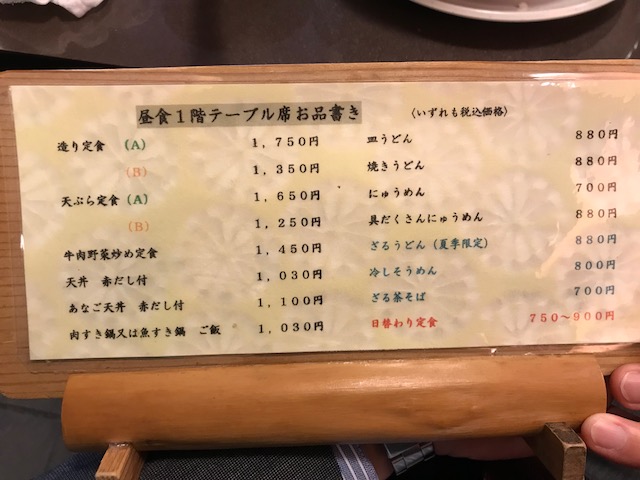 昼食１階テーブル席お品書き
〈いずれも税込価格〉
造り定食 （A） １，７５０円
（B） １，３５０円
天ぷら定食（A） １，６５０円
（B） １，２５０円
牛肉野菜炒め定食 １，４５０円
天丼 赤だし付 １，０３０円
あなご天丼 赤だし付 １，１００円
肉すき鍋又は魚すき鍋 ご飯 １，０３０円
皿うどん ８８０円
焼きうどん ８８０円
にゅうめん ７００円
具だくさんにゅうめん ８８０円
ざるうどん（夏季限定） ８８０円
冷しそうめん ８００円
ざる茶そば ７００円
日替わり定食 ７５０～９００円